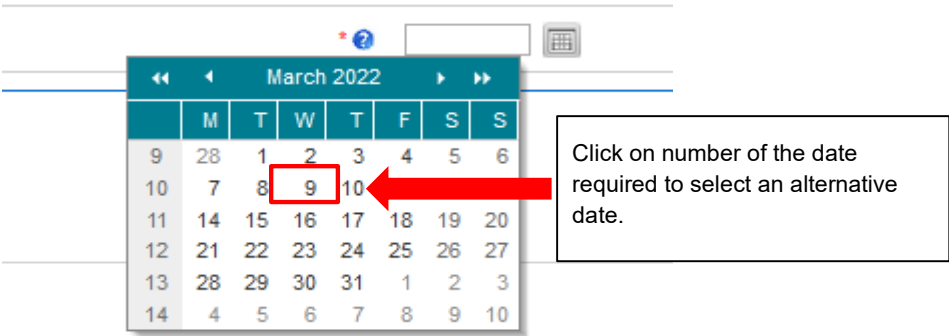 * ?
March 2022
M T W T F S S
9 28 1 2 3 4 5 6
10 7 8 9 10
11 14 15 16 17 18 19 20
12 21 22 23 24 25 26 27
13 28 29 30 31 1 2 3
14 4 5 6 7 8 9 10
Click on number of the date
required to select an alternative
date.